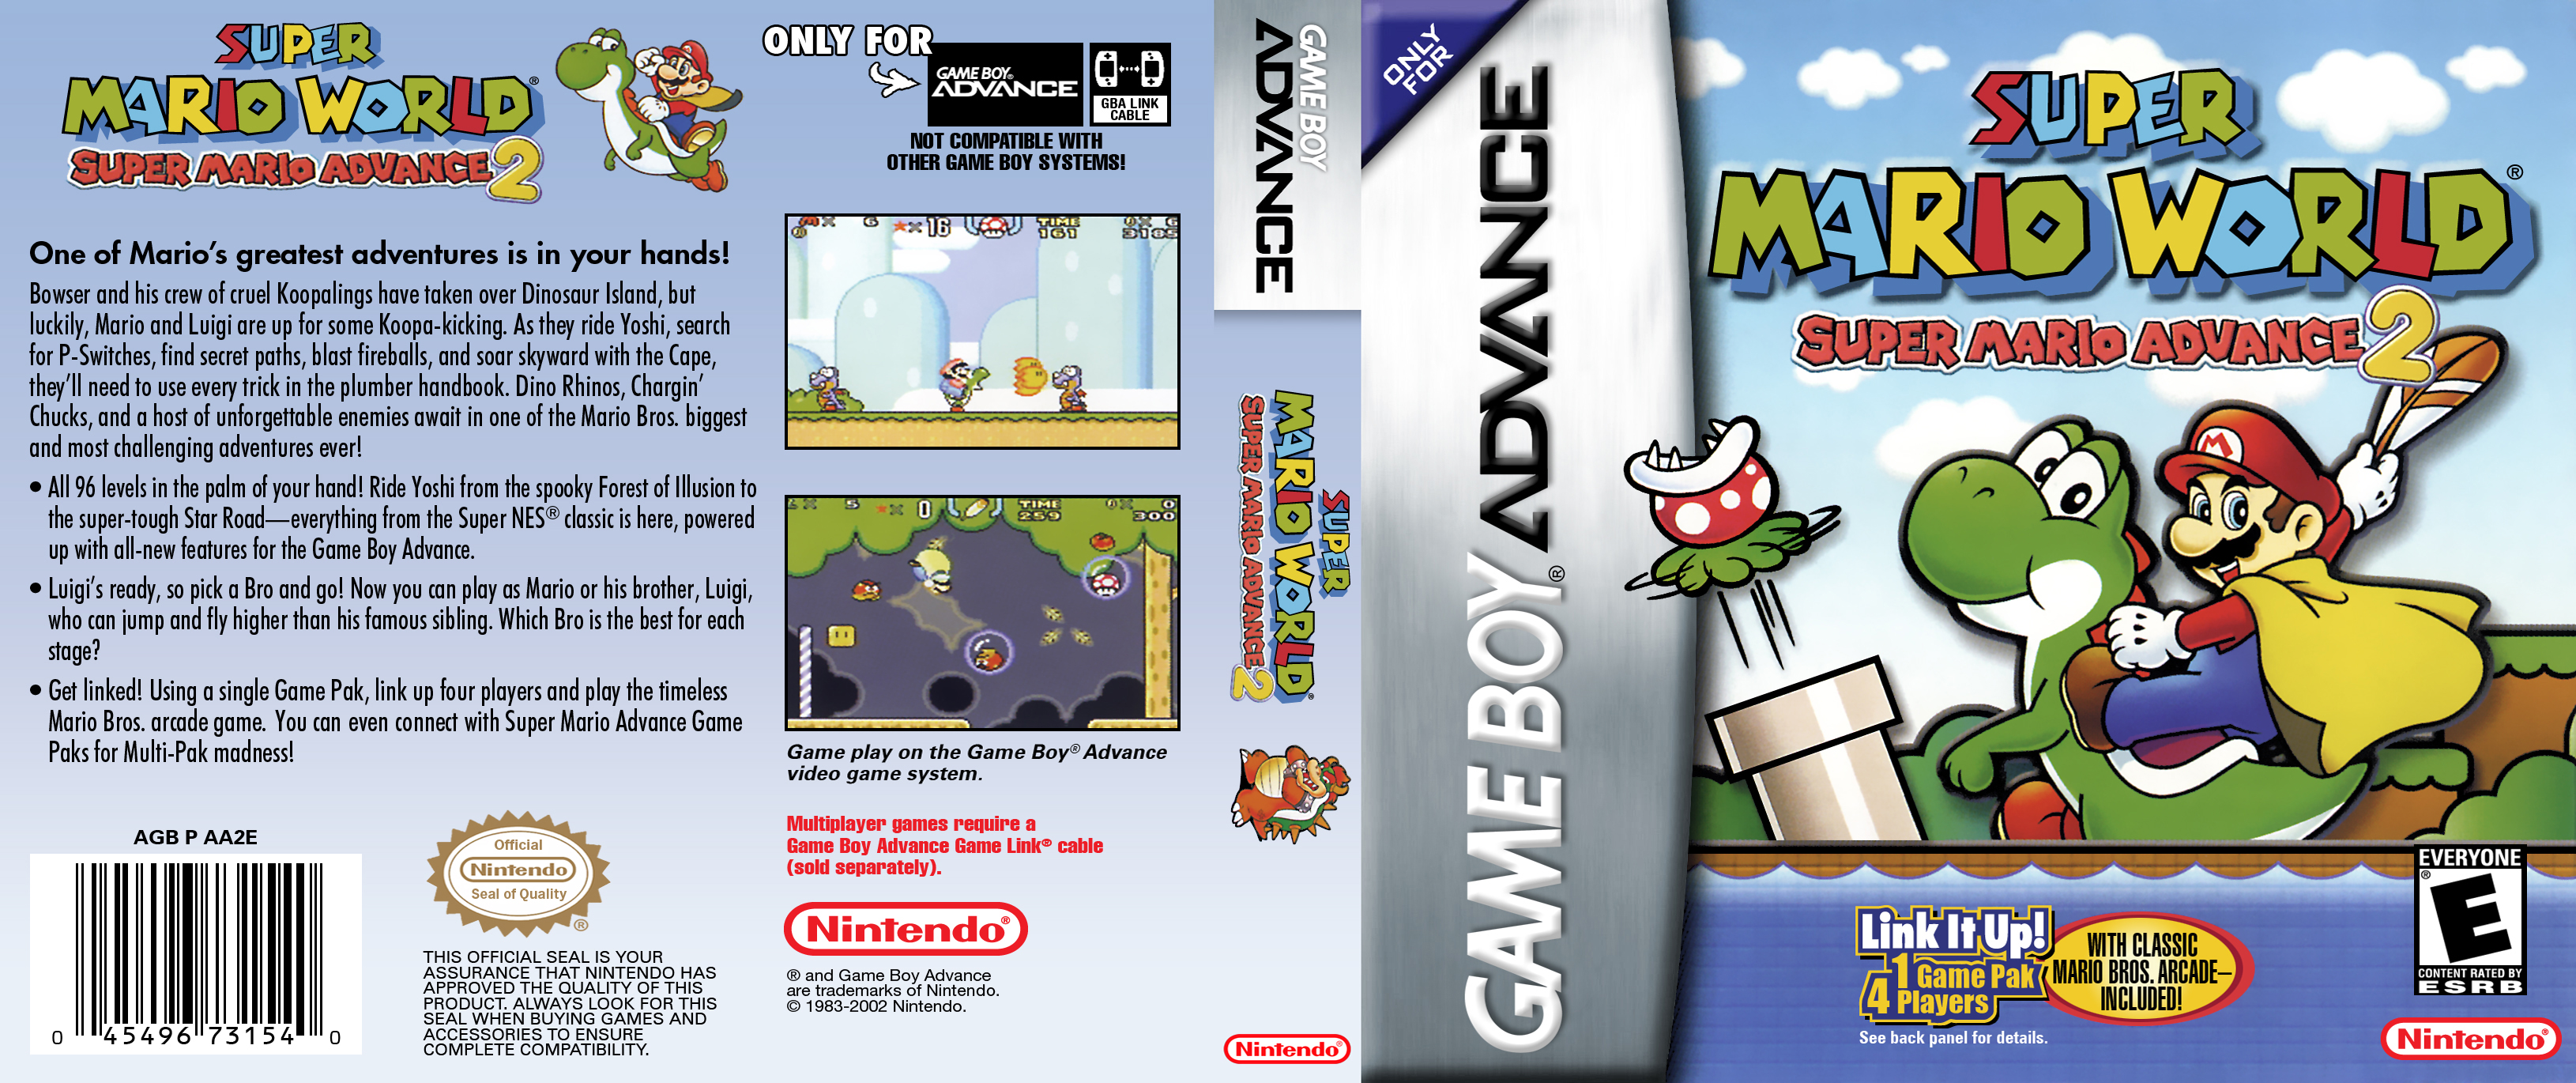 SUPER
MARIO WORLD®
SUPER MARIO ADVANCE 2
ONLY FOR
GAME BOY®
ADVANCE
GBA LINK
CABLE
NOT COMPATIBLE WITH
OTHER GAME BOY SYSTEMS!
One of Mario's greatest adventures is in your hands!
Bowser and his crew of cruel Koopalings have taken over Dinosaur Island, but
luckily, Mario and Luigi are up for some Koopa-kicking. As they ride Yoshi, search
for P-Switches, find secret paths, blast fireballs, and soar skyward with the Cape,
they'll need to use every trick in the plumber handbook. Dino Rhinos, Chargin'
Chucks, and a host of unforgettable enemies await in one of the Mario Bros. biggest
and most challenging adventures ever!
• All 96 levels in the palm of your hand! Ride Yoshi from the spooky Forest of Illusion to
the super-tough Star Road—everything from the Super NES® classic is here, powered
up with all-new features for the Game Boy Advance.
• Luigi's ready, so pick a Bro and go! Now you can play as Mario or his brother, Luigi,
who can jump and fly higher than his famous sibling. Which Bro is the best for each
stage?
• Get linked! Using a single Game Pak, link up four players and play the timeless
Mario Bros. arcade game. You can even connect with Super Mario Advance Game
Paks for Multi-Pak madness!
6 ×16 TIME
161
5 × 0 TIME 0
259 300
Game play on the Game Boy® Advance
video game system.
Multiplayer games require a
Game Boy Advance Game Link® cable
(sold separately).
Nintendo®
® and Game Boy Advance
are trademarks of Nintendo.
© 1983-2002 Nintendo.
AGB P AA2E
0 45496 73154 0
Official
Nintendo
Seal of Quality
®
THIS OFFICIAL SEAL IS YOUR
ASSURANCE THAT NINTENDO HAS
APPROVED THE QUALITY OF THIS
PRODUCT. ALWAYS LOOK FOR THIS
SEAL WHEN BUYING GAMES AND
ACCESSORIES TO ENSURE
COMPLETE COMPATIBILITY.
GAME BOY
ADVANCE
SUPER
MARIO WORLD®
SUPER MARIO ADVANCE 2
Nintendo®
ONLY
FOR
GAME BOY® ADVANCE
SUPER
MARIO WORLD®
SUPER MARIO ADVANCE 2
M
Link It Up!
1 Game Pak
4 Players
WITH CLASSIC
MARIO BROS. ARCADE—
INCLUDED!
See back panel for details.
EVERYONE
®
E
CONTENT RATED BY
ESRB
Nintendo®